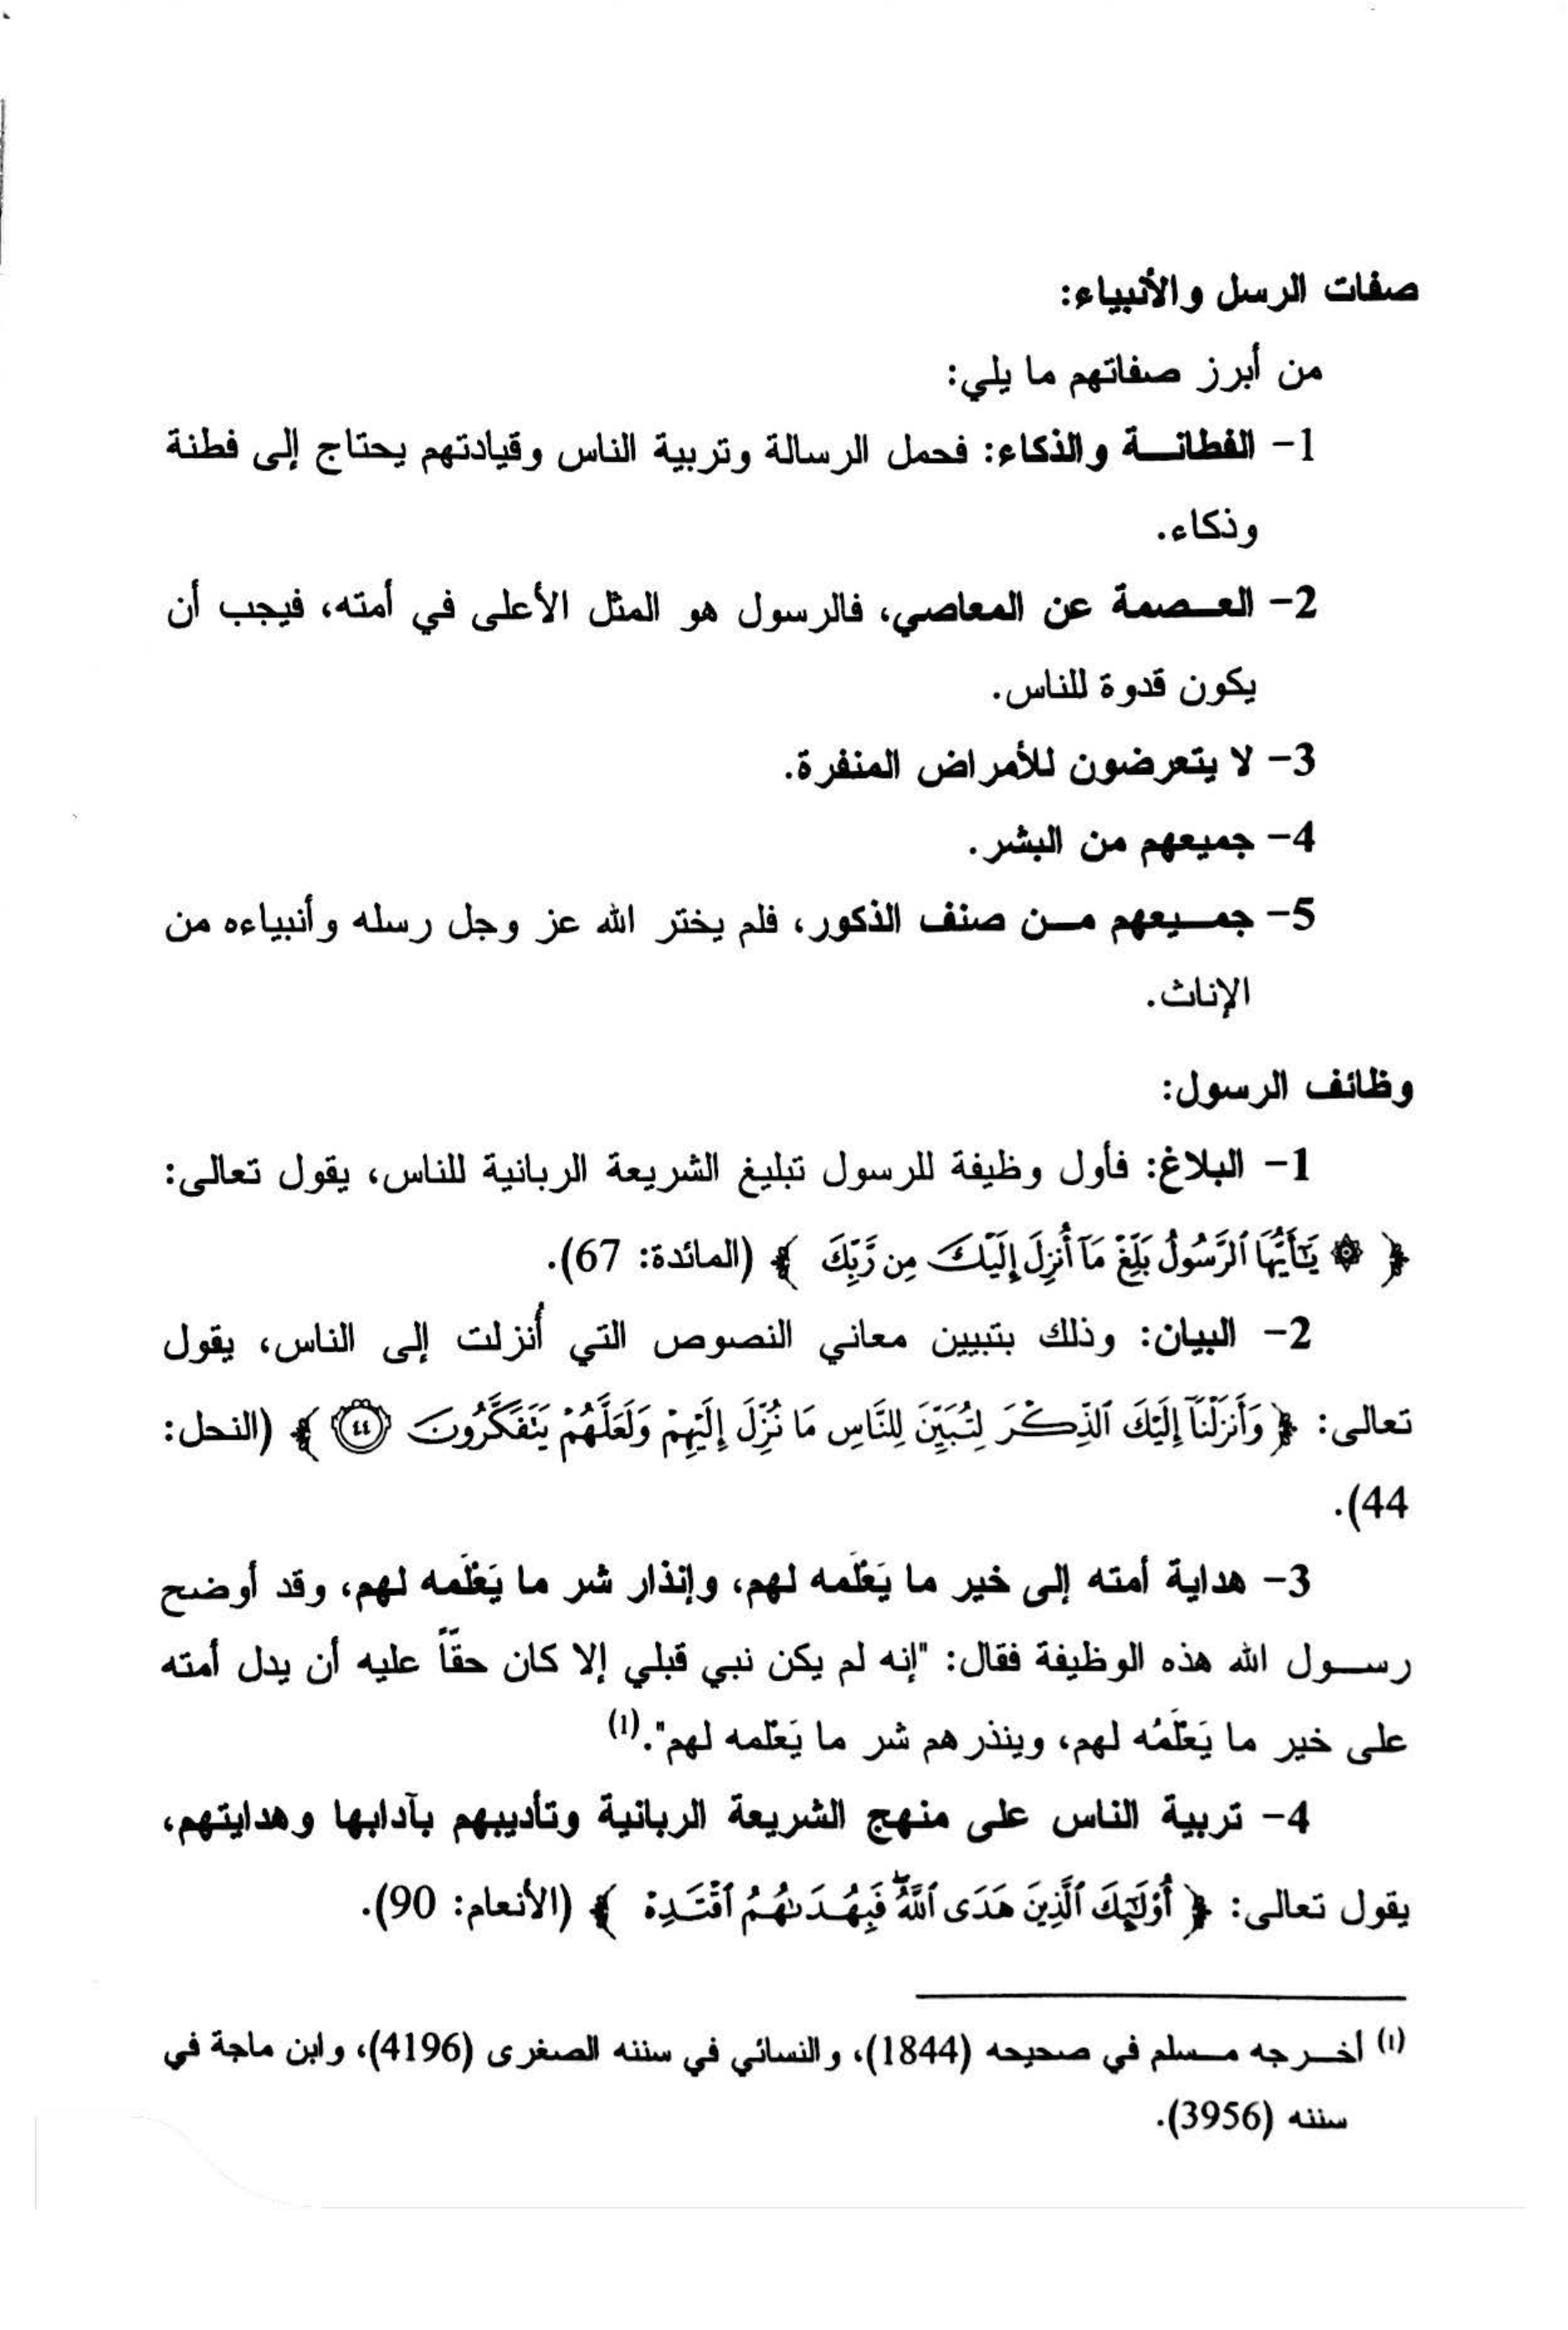 صفات الرسل والأنبياء:
من أبرز صفاتهم ما يلي:
1- الفطانــة والذكاء: فحمل الرسالة وتربية الناس وقيادتهم يحتاج إلى فطنة
وذكاء.
2- العــصمة عن المعاصي، فالرسول هو المثل الأعلى في أمته، فيجب أن
يكون قدوة للناس.
3- لا يتعرضون للأمراض المنفرة.
4- جميعهم من البشر.
5- جمــيعهم مــن صنف الذكور، فلم يختر الله عز وجل رسله وأنبياءه من
الإناث.
وظائف الرسول:
1- البلاغ: فأول وظيفة للرسول تبليغ الشريعة الربانية للناس، يقول تعالى:
﴿ ۞ يَٰٓأَيُّهَا ٱلرَّسُولُ بَلِّغۡ مَآ أُنزِلَ إِلَيۡكَ مِن رَّبِّكَ ﴾ (المائدة: 67).
2- البيان: وذلك بتبيين معاني النصوص التي أُنزلت إلى الناس، يقول
تعالى: ﴿ وَأَنزَلۡنَآ إِلَيۡكَ ٱلذِّكۡرَ لِتُبَيِّنَ لِلنَّاسِ مَا نُزِّلَ إِلَيۡهِمۡ وَلَعَلَّهُمۡ يَتَفَكَّرُونَ ٤٤ ﴾ (النحل:
44).
3- هداية أمته إلى خير ما يَعْلَمه لهم، وإنذار شر ما يَعْلَمه لهم، وقد أوضح
رســول الله هذه الوظيفة فقال: "إنه لم يكن نبي قبلي إلا كان حقّاً عليه أن يدل أمته
على خير ما يَعْلَمُه لهم، وينذرهم شر ما يَعْلمه لهم".(١)
4- تربية الناس على منهج الشريعة الربانية وتأديبهم بآدابها وهدايتهم،
يقول تعالى: ﴿ أُوْلَٰٓئِكَ ٱلَّذِينَ هَدَى ٱللَّهُۖ فَبِهُدَىٰهُمُ ٱقۡتَدِهۡ ﴾ (الأنعام: 90).
(١) أخــرجه مــسلم في صحيحه (1844)، والنسائي في سننه الصغرى (4196)، وابن ماجة في
سننه (3956).